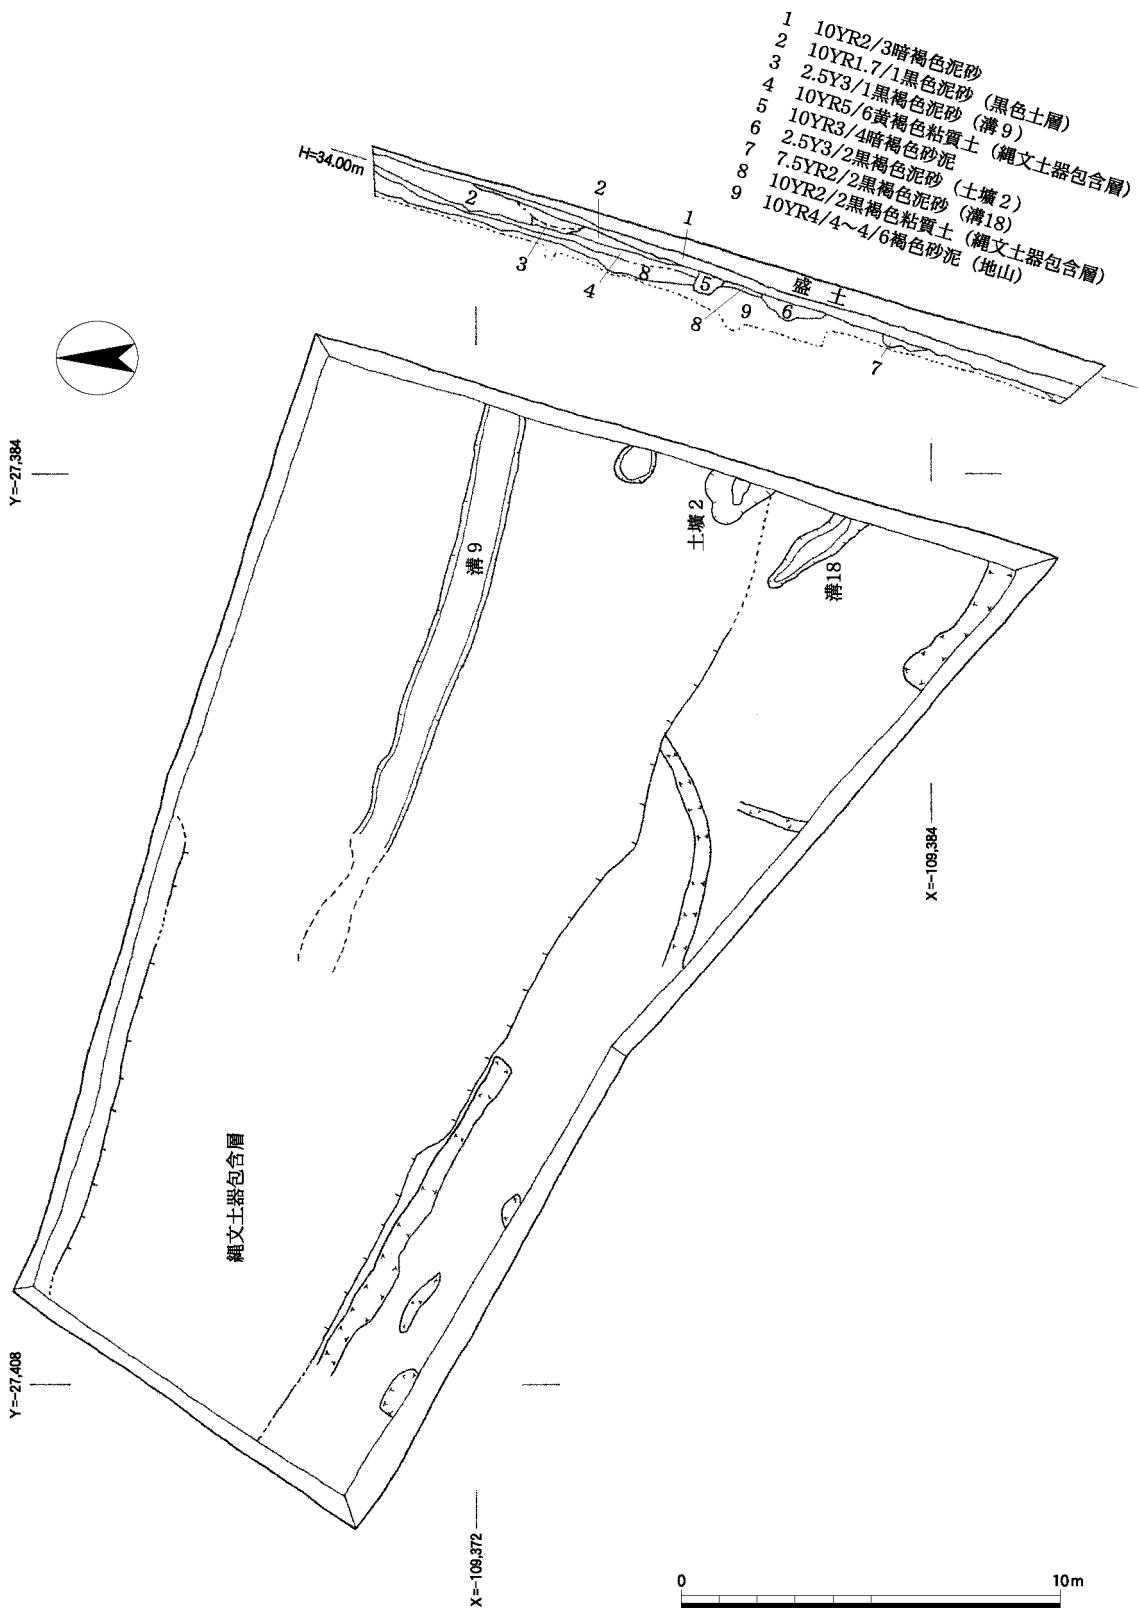 1 10YR2/3暗褐色泥砂
2 10YR1.7/1黒色泥砂（黒色土層）
3 2.5Y3/1黒褐色泥砂（溝9）
4 10YR5/6黄褐色粘質土（縄文土器包含層）
5 10YR3/4暗褐色砂泥
6 2.5Y3/2黒褐色泥砂（土壙2）
7 7.5YR2/2黒褐色泥砂（溝18）
8 10YR2/2黒褐色粘質土（縄文土器包含層）
9 10YR4/4～4/6褐色砂泥（地山）
H=34.00m
2
2
1
1
盛土
3
4
8
5
8
9
6
7
Y=-27,384
溝9
土壙2
溝18
X=-109,384
縄文土器包含層
Y=-27,408
X=-109,372
0 10m